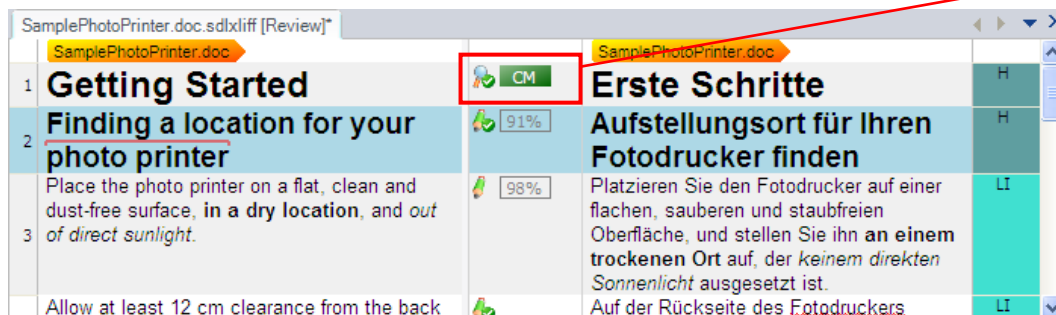 SamplePhotoPrinter.doc.sdlxliff [Review]*
SamplePhotoPrinter.doc
SamplePhotoPrinter.doc
1 Getting Started CM Erste Schritte H
2 Finding a location for your 91% Aufstellungsort für Ihren H
photo printer Fotodrucker finden
Place the photo printer on a flat, clean and 98% Platzieren Sie den Fotodrucker auf einer LI
dust-free surface, in a dry location, and out flachen, sauberen und staubfreien
3 of direct sunlight. Oberfläche, und stellen Sie ihn an einem
trockenen Ort auf, der keinem direkten
Sonnenlicht ausgesetzt ist.
Allow at least 12 cm clearance from the back Auf der Rückseite des Fotodruckers LI